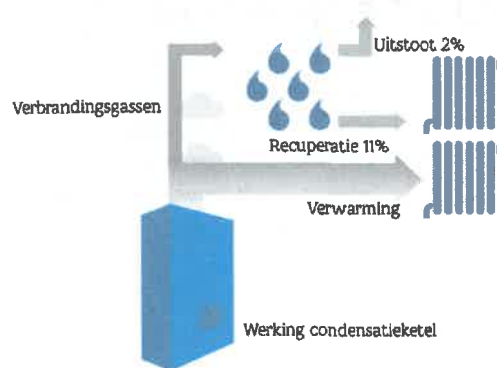 Uitstoot 2%
Verbrandingsgassen
Recuperatie 11%
Verwarming
Werking condensatieketel